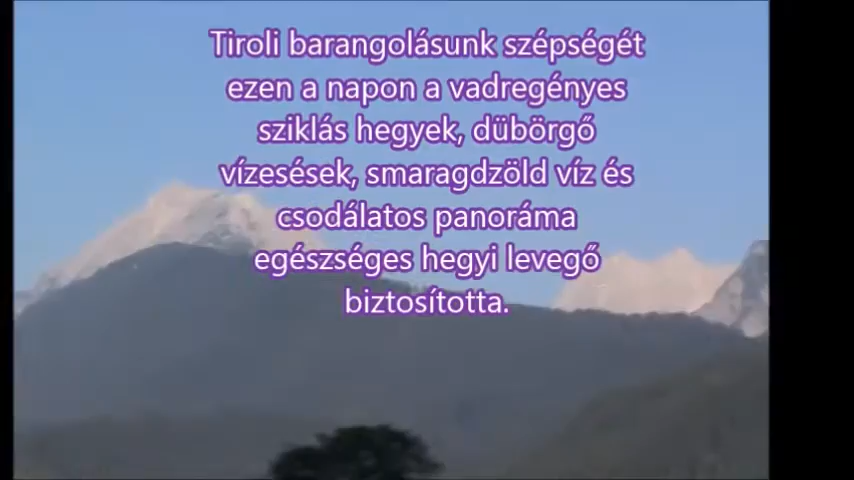 Tiroli barangolásunk szépségét
ezen a napon a vadregényes
sziklás hegyek, dübörgő
vízesések, smaragdzöld víz és
csodálatos panoráma
egészséges hegyi levegő
biztosította.